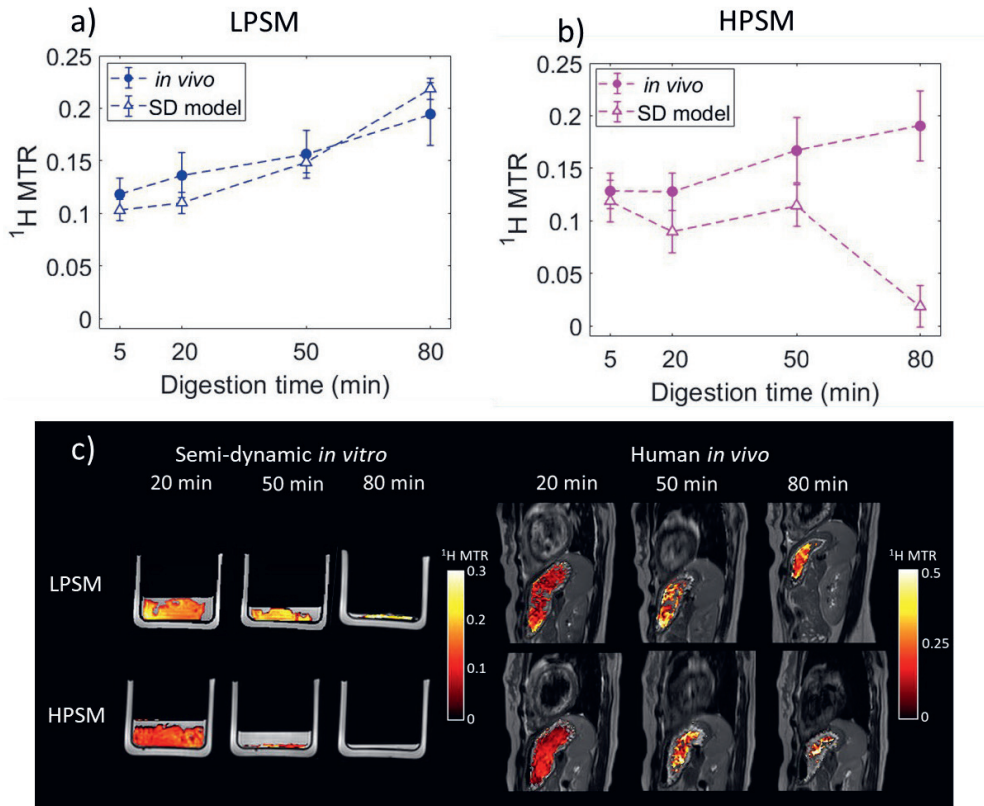 a)
LPSM
0.25
0.2
0.15
0.1
0.05
0
¹H MTR
in vivo
SD model
5 20 50 80
Digestion time (min)
b)
HPSM
0.25
0.2
0.15
0.1
0.05
0
¹H MTR
in vivo
SD model
5 20 50 80
Digestion time (min)
c)
Semi-dynamic in vitro
20 min 50 min 80 min
Human in vivo
20 min 50 min 80 min
LPSM
HPSM
¹H MTR
0.3
0.2
0.1
0
¹H MTR
0.5
0.25
0